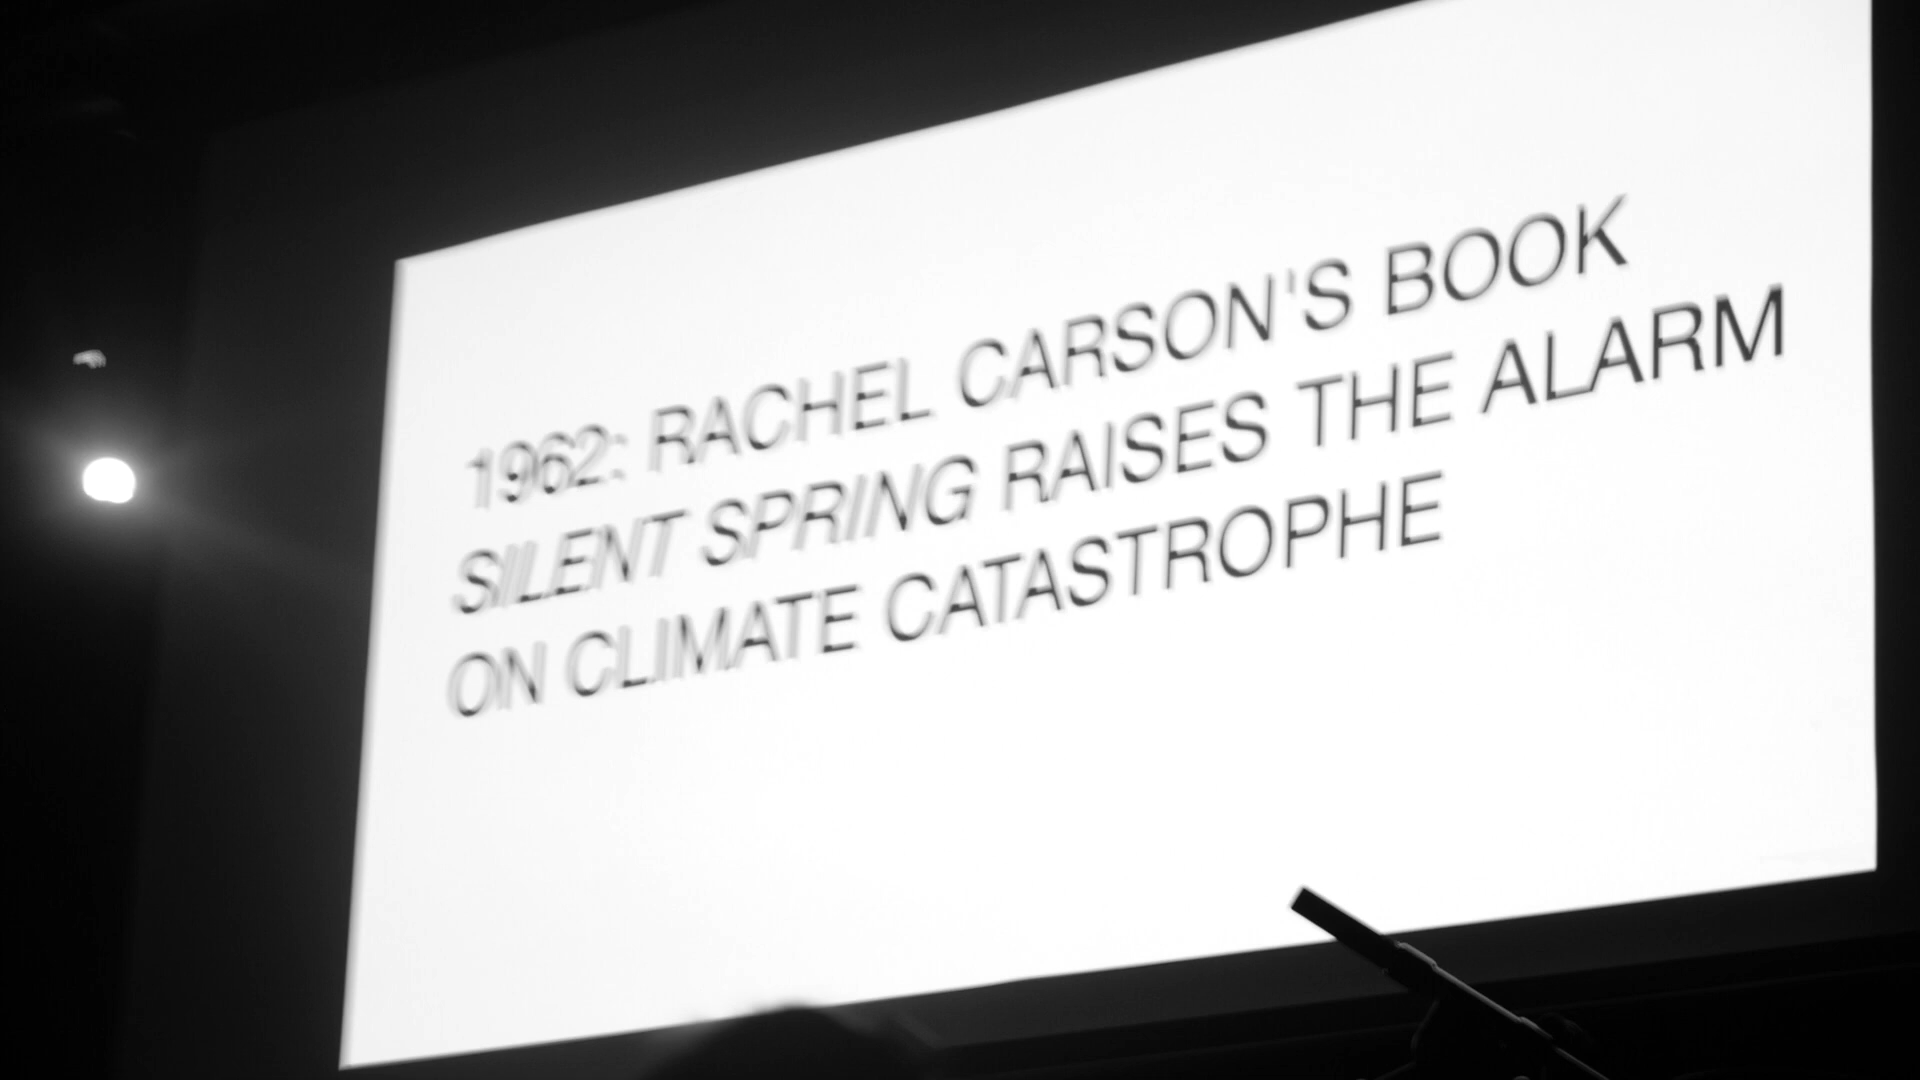 1962: RACHEL CARSON'S BOOK
SILENT SPRING RAISES THE ALARM
ON CLIMATE CATASTROPHE